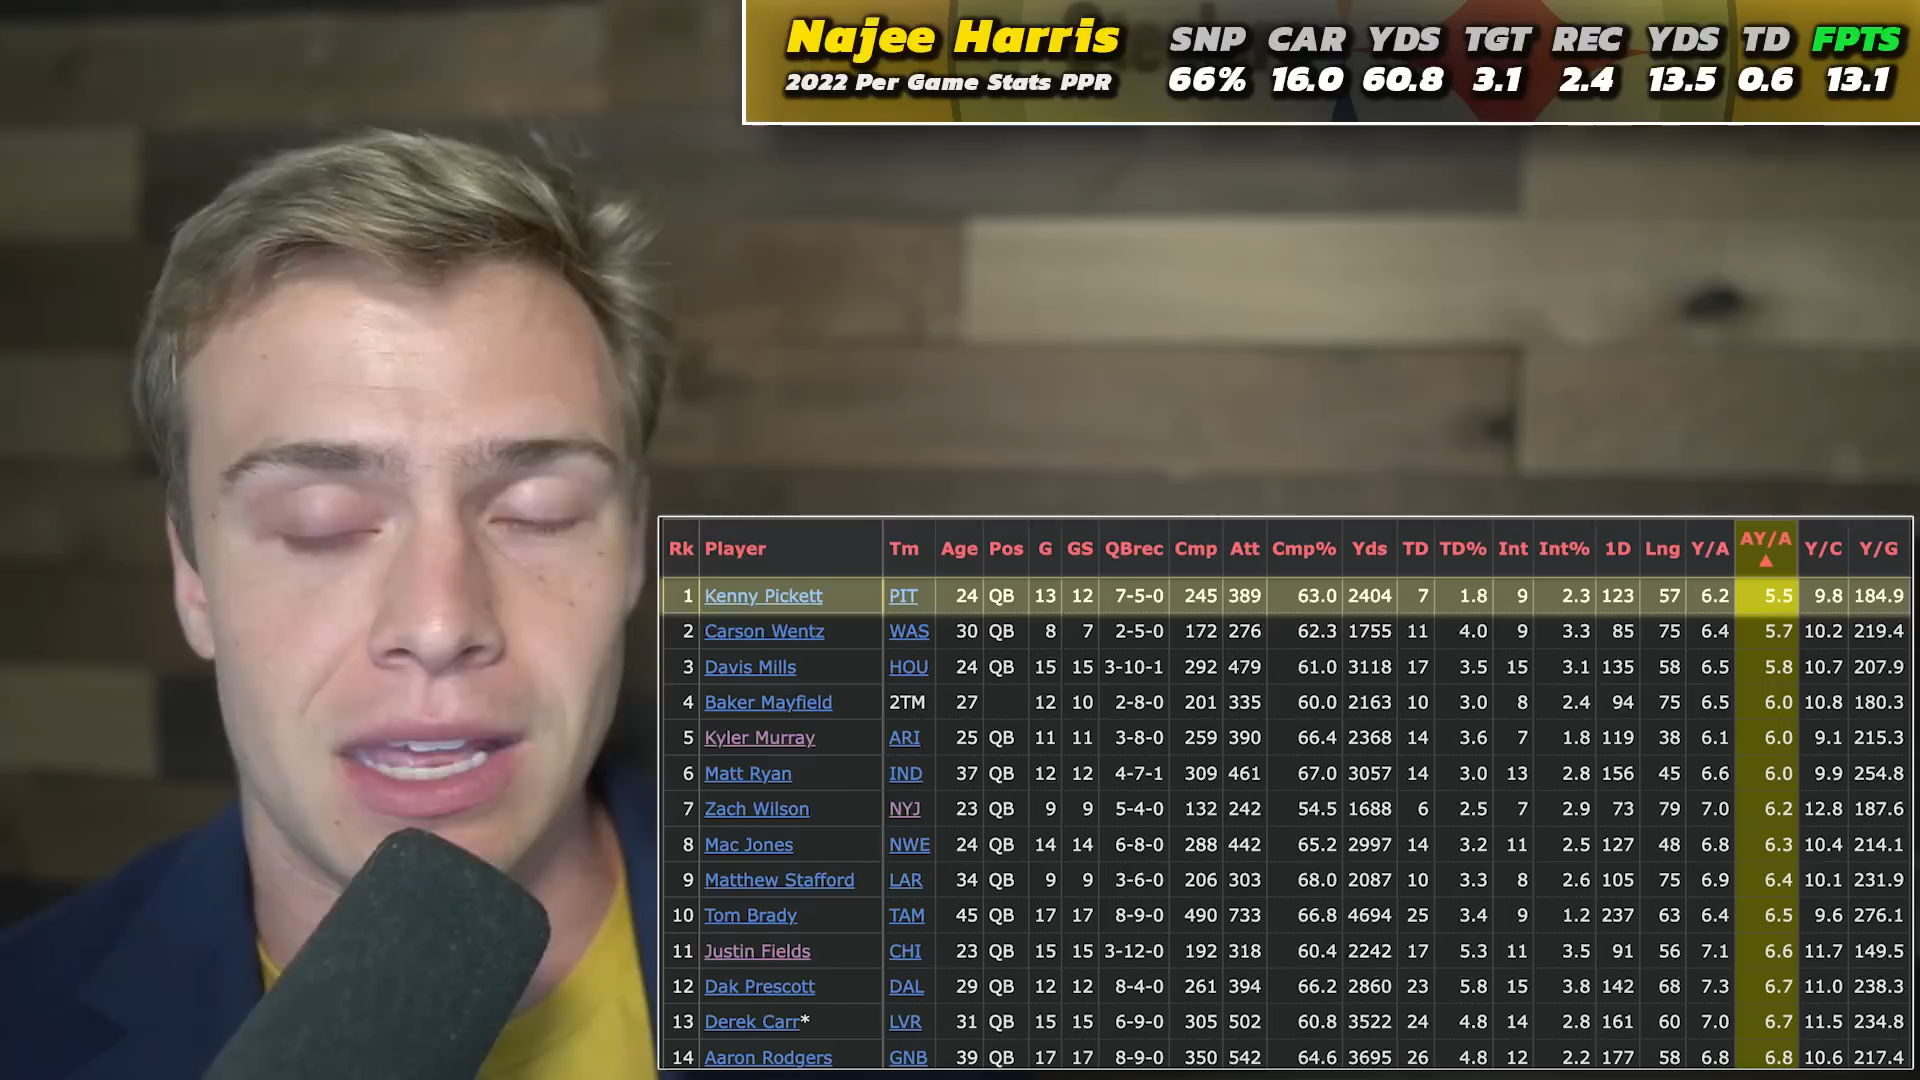 Najee Harris SNP CAR YDS TGT REC YDS TD FPTS
2022 Per Game Stats PPR 66% 16.0 60.8 3.1 2.4 13.5 0.6 13.1
Rk Player Tm Age Pos G GS QBrec Cmp Att Cmp% Yds TD TD% Int Int% 1D Lng Y/A AY/A ▲ Y/C Y/G
1 Kenny Pickett PIT 24 QB 13 12 7-5-0 245 389 63.0 2404 7 1.8 9 2.3 123 57 6.2 5.5 9.8 184.9
2 Carson Wentz WAS 30 QB 8 7 2-5-0 172 276 62.3 1755 11 4.0 9 3.3 85 75 6.4 5.7 10.2 219.4
3 Davis Mills HOU 24 QB 15 15 3-10-1 292 479 61.0 3118 17 3.5 15 3.1 135 58 6.5 5.8 10.7 207.9
4 Baker Mayfield 2TM 27 12 10 2-8-0 201 335 60.0 2163 10 3.0 8 2.4 94 75 6.5 6.0 10.8 180.3
5 Kyler Murray ARI 25 QB 11 11 3-8-0 259 390 66.4 2368 14 3.6 7 1.8 119 38 6.1 6.0 9.1 215.3
6 Matt Ryan IND 37 QB 12 12 4-7-1 309 461 67.0 3057 14 3.0 13 2.8 156 45 6.6 6.0 9.9 254.8
7 Zach Wilson NYJ 23 QB 9 9 5-4-0 132 242 54.5 1688 6 2.5 7 2.9 73 79 7.0 6.2 12.8 187.6
8 Mac Jones NWE 24 QB 14 14 6-8-0 288 442 65.2 2997 14 3.2 11 2.5 127 48 6.8 6.3 10.4 214.1
9 Matthew Stafford LAR 34 QB 9 9 3-6-0 206 303 68.0 2087 10 3.3 8 2.6 105 75 6.9 6.4 10.1 231.9
10 Tom Brady TAM 45 QB 17 17 8-9-0 490 733 66.8 4694 25 3.4 9 1.2 237 63 6.4 6.5 9.6 276.1
11 Justin Fields CHI 23 QB 15 15 3-12-0 192 318 60.4 2242 17 5.3 11 3.5 91 56 7.1 6.6 11.7 149.5
12 Dak Prescott DAL 29 QB 12 12 8-4-0 261 394 66.2 2860 23 5.8 15 3.8 142 68 7.3 6.7 11.0 238.3
13 Derek Carr* LVR 31 QB 15 15 6-9-0 305 502 60.8 3522 24 4.8 14 2.8 161 60 7.0 6.7 11.5 234.8
14 Aaron Rodgers GNB 39 QB 17 17 8-9-0 350 542 64.6 3695 26 4.8 12 2.2 177 58 6.8 6.8 10.6 217.4